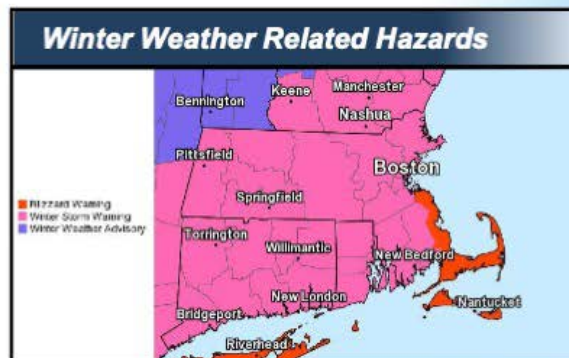 Winter Weather Related Hazards
Keene
Manchester
Bennington
Nashua
Pittsfield
Boston
Springfield
Blizzard Warning
Winter Storm Warning
Winter Weather Advisory
Torrington
Willimantic
New Bedford
New London
Nantucket
Bridgeport
Riverhead